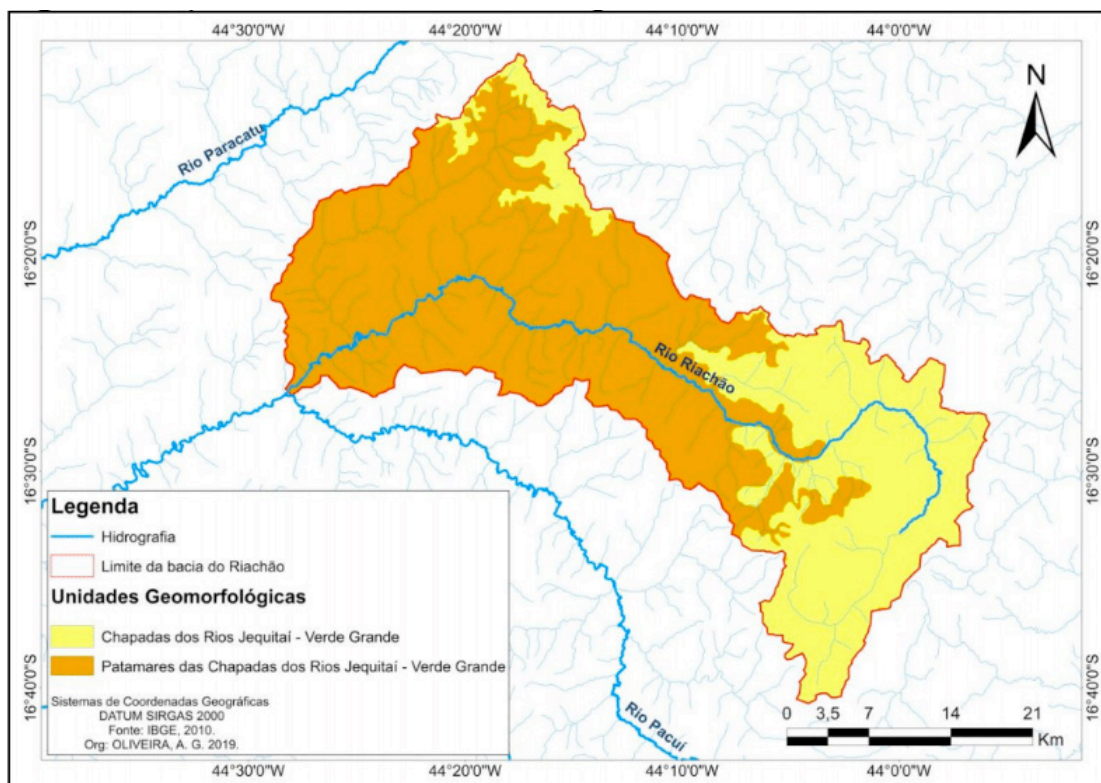 44°30'0"W 44°20'0"W 44°10'0"W 44°0'0"W
N
Rio Paracatu
16°20'0"S 16°20'0"S
Rio Riachão
16°30'0"S 16°30'0"S
Legenda
Hidrografia
Limite da bacia do Riachão
Unidades Geomorfológicas
Chapadas dos Rios Jequitaí - Verde Grande
Patamares das Chapadas dos Rios Jequitaí - Verde Grande
16°40'0"S 16°40'0"S
Sistemas de Coordenadas Geográficas
DATUM SIRGAS 2000
Fonte: IBGE, 2010.
Org: OLIVEIRA, A. G. 2019.
Rio Pacuí
0 3,5 7 14 21
Km
44°30'0"W 44°20'0"W 44°10'0"W 44°0'0"W